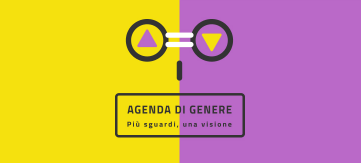 AGENDA DI GENERE
Più sguardi, una visione